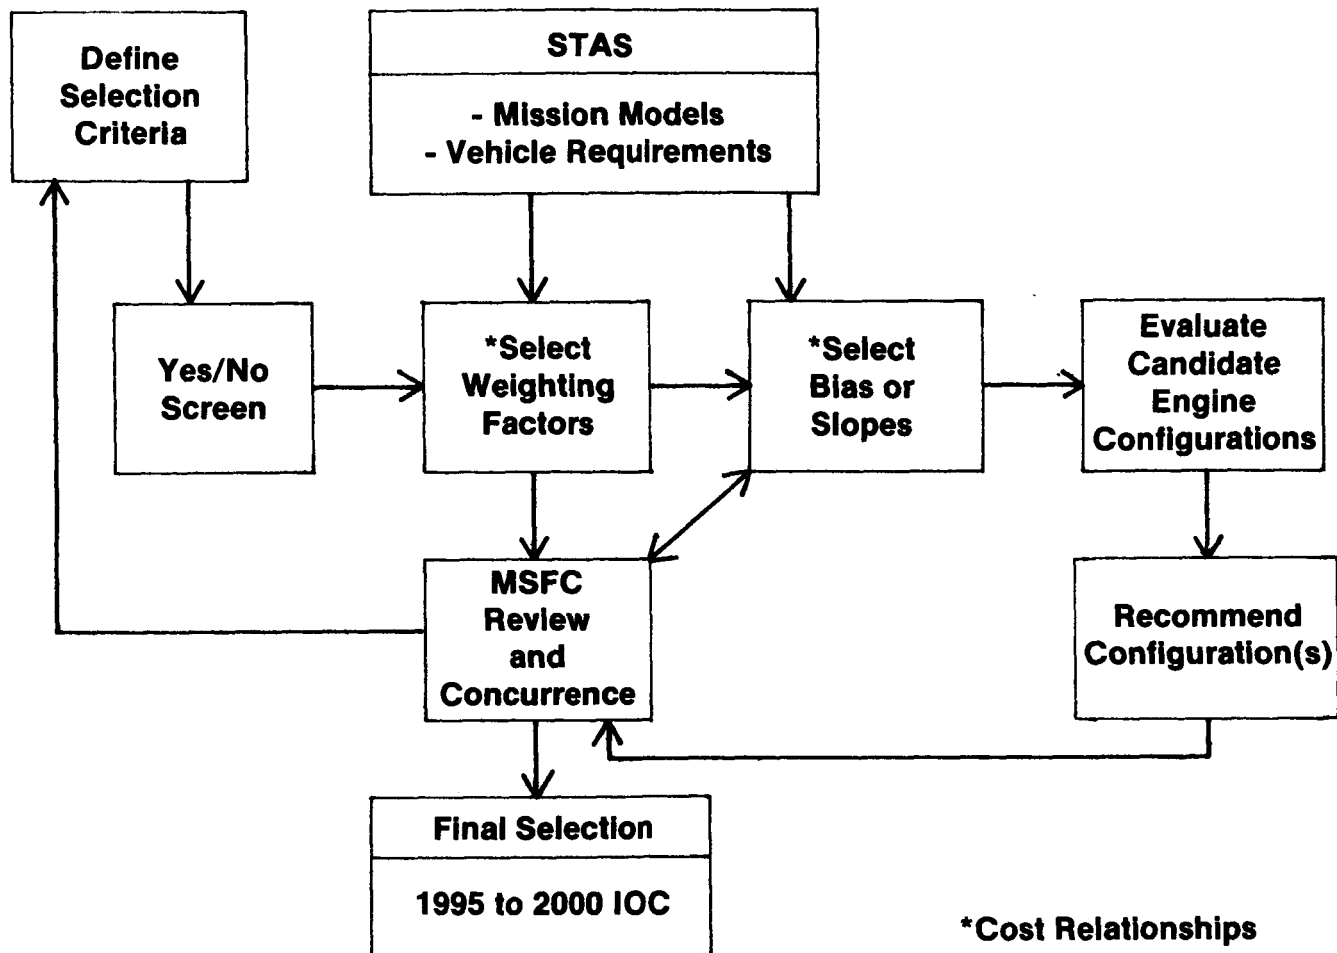 Define
Selection
Criteria
STAS
- Mission Models
- Vehicle Requirements
Yes/No
Screen
*Select
Weighting
Factors
*Select
Bias or
Slopes
Evaluate
Candidate
Engine
Configurations
MSFC
Review
and
Concurrence
Recommend
Configuration(s)
Final Selection
1995 to 2000 IOC
*Cost Relationships